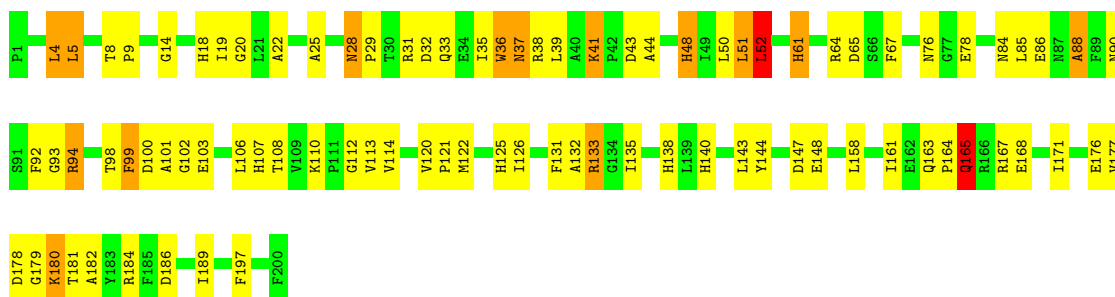 P1 L4 L5 T8 P9 G14 H18 I19 G20 L21 A22 A25 N28 P29 T30 R31 D32 Q33 E34 I35 W36 N37 R38 L39 A40 K41 P42 D43 A44 H48 I49 L50 L51 L52 H61 R64 D65 S66 F67 N76 G77 E78 N84 L85 E86 N87 A88 F89 N90
S91 F92 G93 R94 T98 F99 D100 A101 G102 E103 L106 H107 T108 V109 K110 P111 G112 V113 V114 V120 P121 M122 H125 I126 F131 A132 R133 G134 I135 H138 L139 H140 L143 Y144 D147 E148 L158 I161 E162 Q163 P164 Q165 R166 R167 E168 I171 E176 V177
D178 G179 K180 T181 A182 Y183 R184 F185 D186 I189 F197 F200